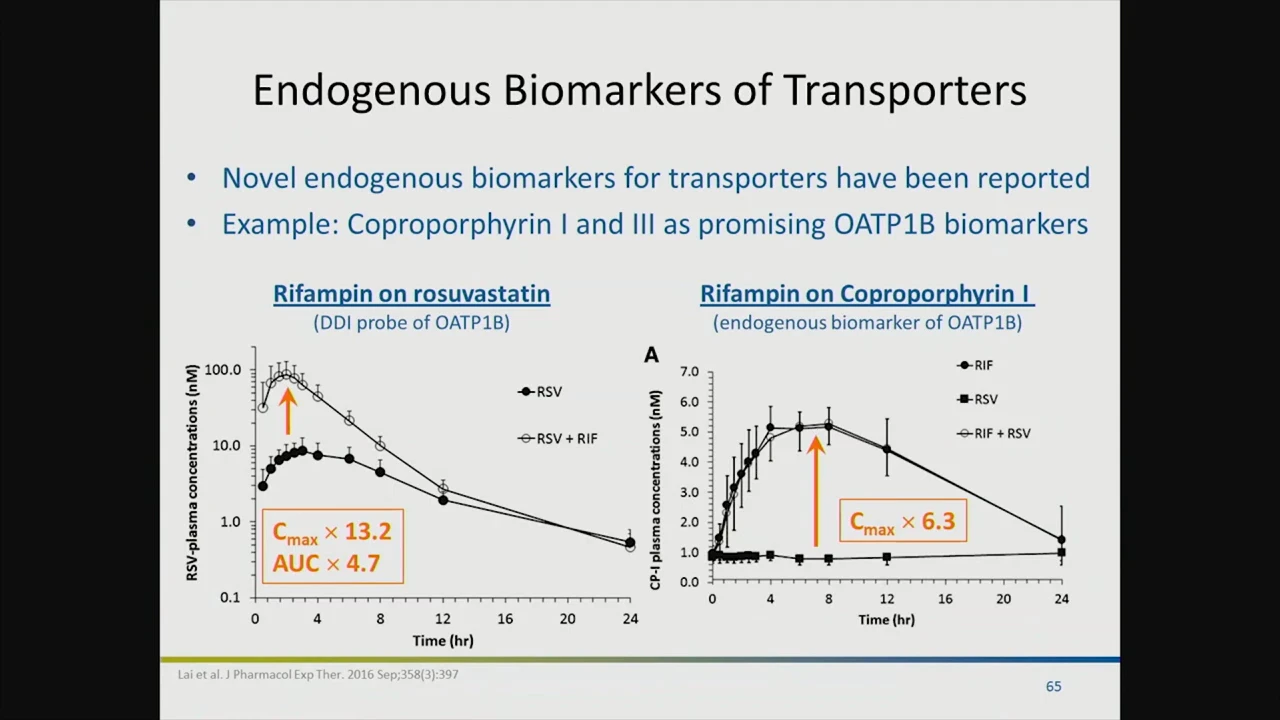 Endogenous Biomarkers of Transporters
• Novel endogenous biomarkers for transporters have been reported
• Example: Coproporphyrin I and III as promising OATP1B biomarkers
Rifampin on rosuvastatin
(DDI probe of OATP1B)
RSV-plasma concentrations (nM)
100.0
10.0
1.0
0.1
RSV
RSV + RIF
Cmax × 13.2
AUC × 4.7
0 4 8 12 16 20 24
Time (hr)
Rifampin on Coproporphyrin I
(endogenous biomarker of OATP1B)
A
CP-I plasma concentrations (nM)
7.0
6.0
5.0
4.0
3.0
2.0
1.0
0.0
RIF
RSV
RIF + RSV
Cmax × 6.3
0 4 8 12 16 20 24
Time (hr)
Lai et al. J Pharmacol Exp Ther. 2016 Sep;358(3):397
65